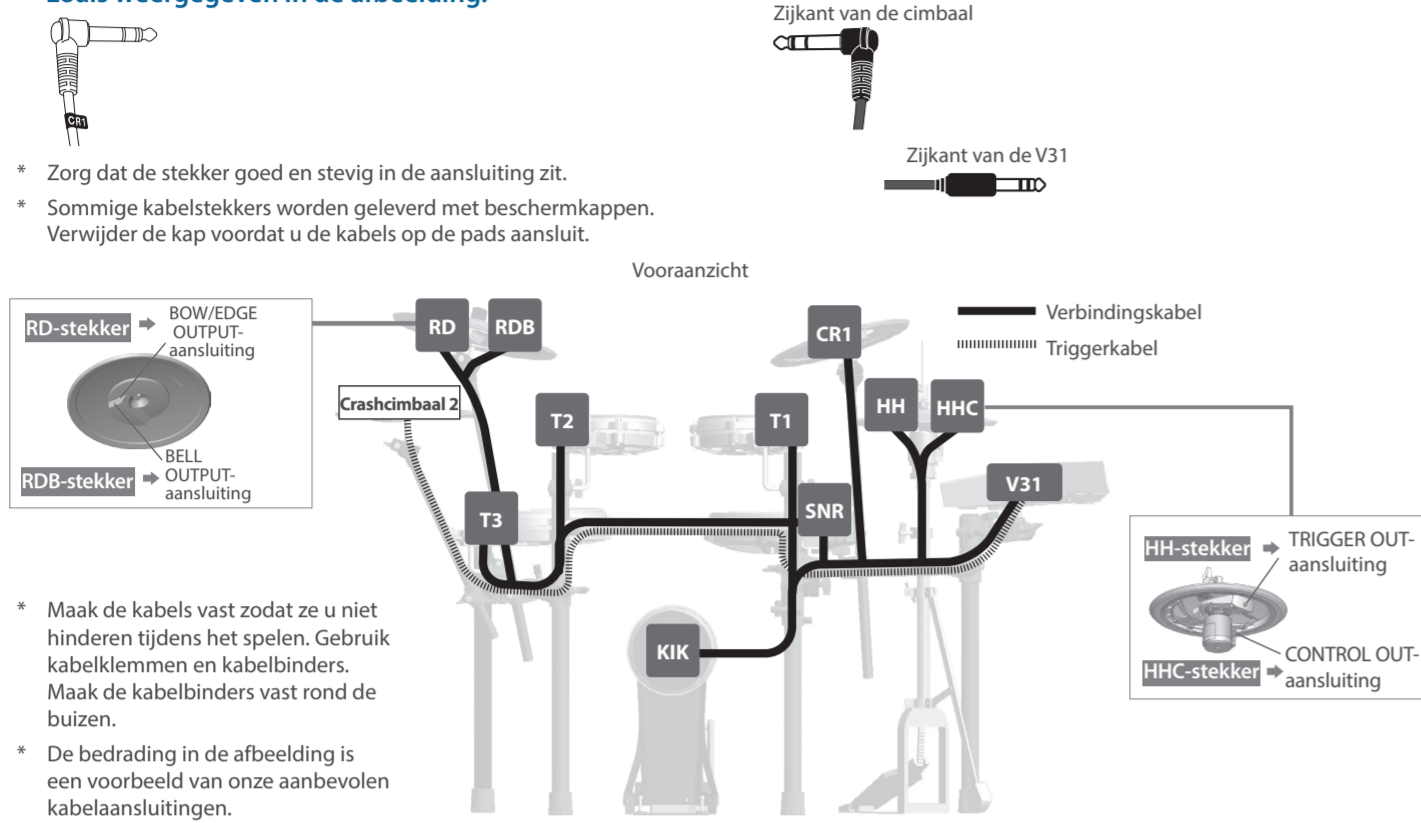 zoals weergegeven in de afbeelding.
CR1
Zijkant van de cimbaal
Zijkant van de V31
* Zorg dat de stekker goed en stevig in de aansluiting zit.
* Sommige kabelstekkers worden geleverd met beschermkappen.
Verwijder de kap voordat u de kabels op de pads aansluit.
Vooraanzicht
RD-stekker
BOW/EDGE
OUTPUT-
aansluiting
BELL
OUTPUT-
aansluiting
RDB-stekker
RD
RDB
Crashcimbaal 2
T2
T3
T1
CR1
SNR
HH
HHC
V31
KIK
Verbindingskabel
Triggerkabel
HH-stekker
TRIGGER OUT-
aansluiting
HHC-stekker
CONTROL OUT-
aansluiting
* Maak de kabels vast zodat ze u niet
hinderen tijdens het spelen. Gebruik
kabelklemmen en kabelbinders.
Maak de kabelbinders vast rond de
buizen.
* De bedrading in de afbeelding is
een voorbeeld van onze aanbevolen
kabelaansluitingen.